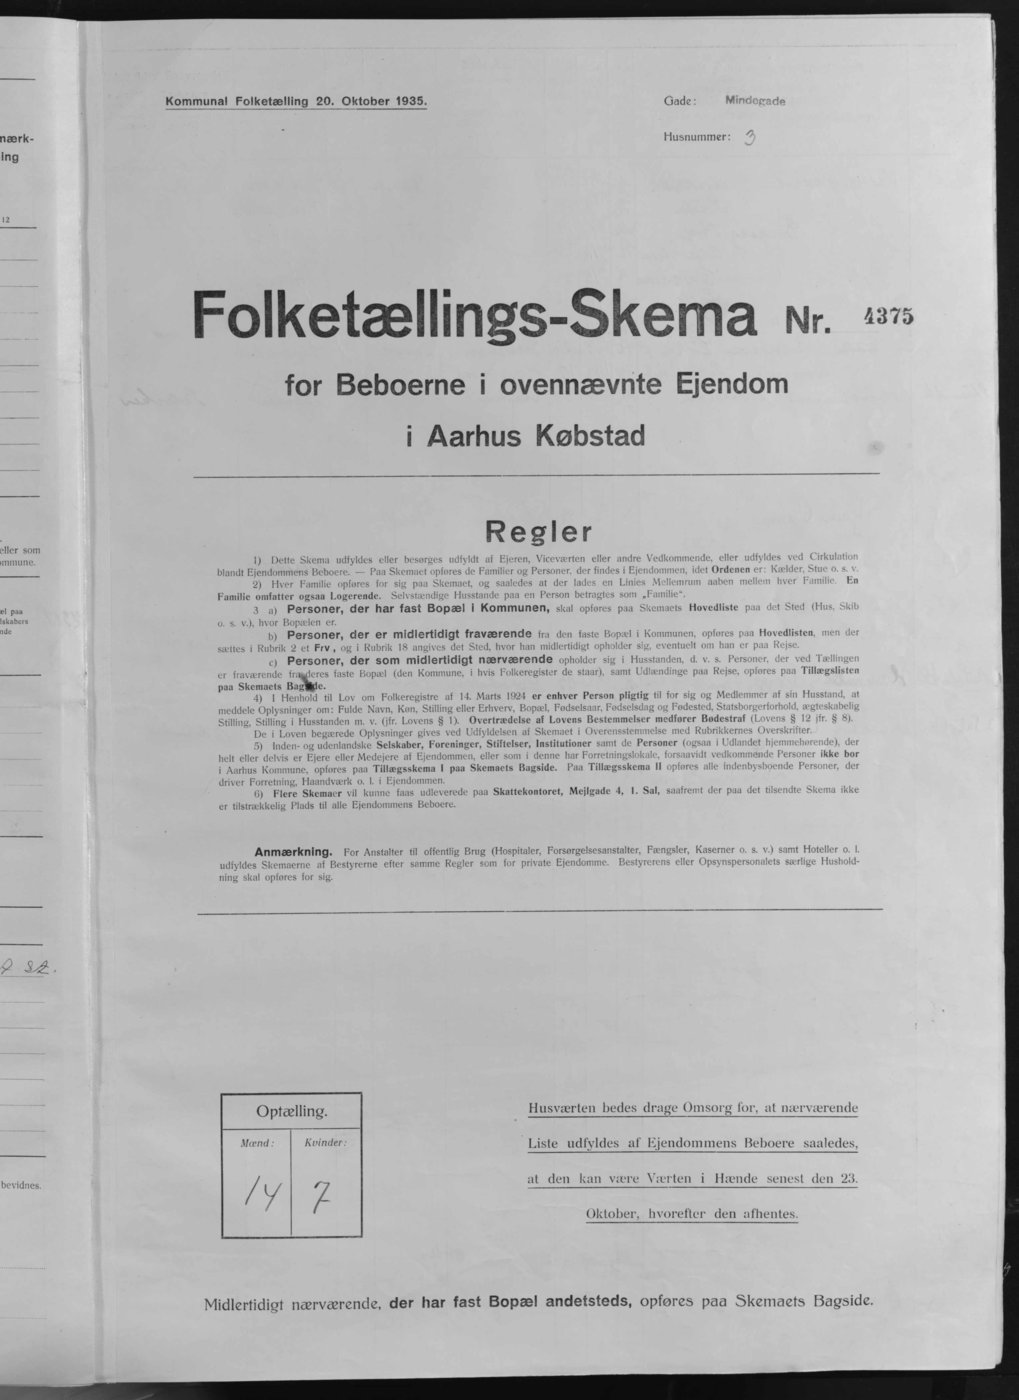 nærk-
ing
12
eller som
ommune.
el paa
lskabers
nde
bevidnes.
Kommunal Folketælling 20. Oktober 1935.
Gade: Mindegade
Husnummer: 3
Folketællings-Skema Nr. 4375
for Beboerne i ovennævnte Ejendom
i Aarhus Købstad
Regler
1) Dette Skema udfyldes eller besørges udfyldt af Ejeren, Viceværten eller andre Vedkommende, eller udfyldes ved Cirkulation
blandt Ejendommens Beboere. — Paa Skemaet opføres de Familier og Personer, der findes i Ejendommen, idet Ordenen er: Kælder, Stue o. s. v.
2) Hver Familie opføres for sig paa Skemaet, og saaledes at der lades en Linies Mellemrum aaben mellem hver Familie. En
Familie omfatter ogsaa Logerende. Selvstændige Husstande paa en Person betragtes som „Familie“.
3 a) Personer, der har fast Bopæl i Kommunen, skal opføres paa Skemaets Hovedliste paa det Sted (Hus, Skib
o. s. v.), hvor Bopælen er.
b) Personer, der er midlertidigt fraværende fra den faste Bopæl i Kommunen, opføres paa Hovedlisten, men der
sættes i Rubrik 2 et Frv., og i Rubrik 18 angives det Sted, hvor han midlertidigt opholder sig, eventuelt om han er paa Rejse.
c) Personer, der som midlertidigt nærværende opholder sig i Husstanden, d. v. s. Personer, der ved Tællingen
er fraværende fra deres faste Bopæl (den Kommune, i hvis Folkeregister de staar), samt Udlændinge paa Rejse, opføres paa Tillægslisten
paa Skemaets Bagside.
4) I Henhold til Lov om Folkeregistre af 14. Marts 1924 er enhver Person pligtig til for sig og Medlemmer af sin Husstand, at
meddele Oplysninger om: Fulde Navn, Køn, Stilling eller Erhverv, Bopæl, Fødselsaar, Fødselsdag og Fødested, Statsborgerforhold, ægteskabelig
Stilling, Stilling i Husstanden m. v. (jfr. Lovens § 1). Overtrædelse af Lovens Bestemmelser medfører Bødestraf (Lovens § 12 jfr. § 8).
De i Loven begærede Oplysninger gives ved Udfyldelsen af Skemaet i Overensstemmelse med Rubrikkernes Overskrifter.
5) Inden- og udenlandske Selskaber, Foreninger, Stiftelser, Institutioner samt de Personer (ogsaa i Udlandet hjemmehørende), der
helt eller delvis er Ejere eller Medejere af Ejendommen, eller som i denne har Forretningslokale, forsaavidt vedkommende Personer ikke bor
i Aarhus Kommune, opføres paa Tillægsskema I paa Skemaets Bagside. Paa Tillægsskema II opføres alle indenbysboende Personer, der
driver Forretning, Haandværk o. l. i Ejendommen.
6) Flere Skemaer vil kunne faas udleverede paa Skattekontoret, Mejlgade 4, 1. Sal, saafremt der paa det tilsendte Skema ikke
er tilstrækkelig Plads til alle Ejendommens Beboere.
Anmærkning. For Anstalter til offentlig Brug (Hospitaler, Forsørgelsesanstalter, Fængsler, Kaserner o. s. v.) samt Hoteller o. l.
udfyldes Skemaerne af Bestyrerne efter samme Regler som for private Ejendomme. Bestyrerens eller Opsynspersonalets særlige Hushold-
ning skal opføres for sig.
Optælling.
Mænd: Kvinder:
14 7
Husværten bedes drage Omsorg for, at nærværende
Liste udfyldes af Ejendommens Beboere saaledes,
at den kan være Værten i Hænde senest den 23.
Oktober, hvorefter den afhentes.
Midlertidigt nærværende, der har fast Bopæl andetsteds, opføres paa Skemaets Bagside.